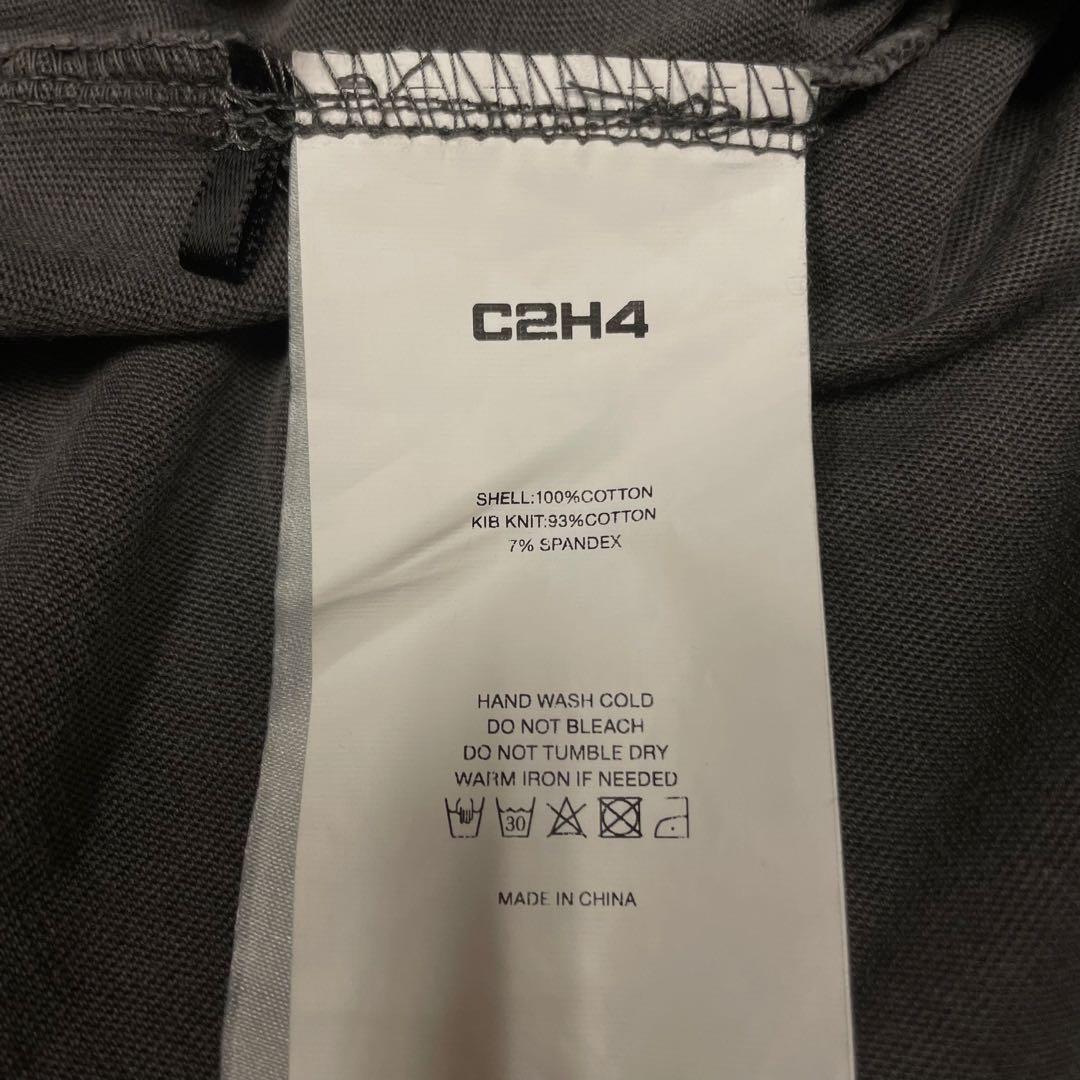 C2H4
SHELL:100%COTTON
KIB KNIT:93%COTTON
7% SPANDEX
HAND WASH COLD
DO NOT BLEACH
DO NOT TUMBLE DRY
WARM IRON IF NEEDED
30
MADE IN CHINA